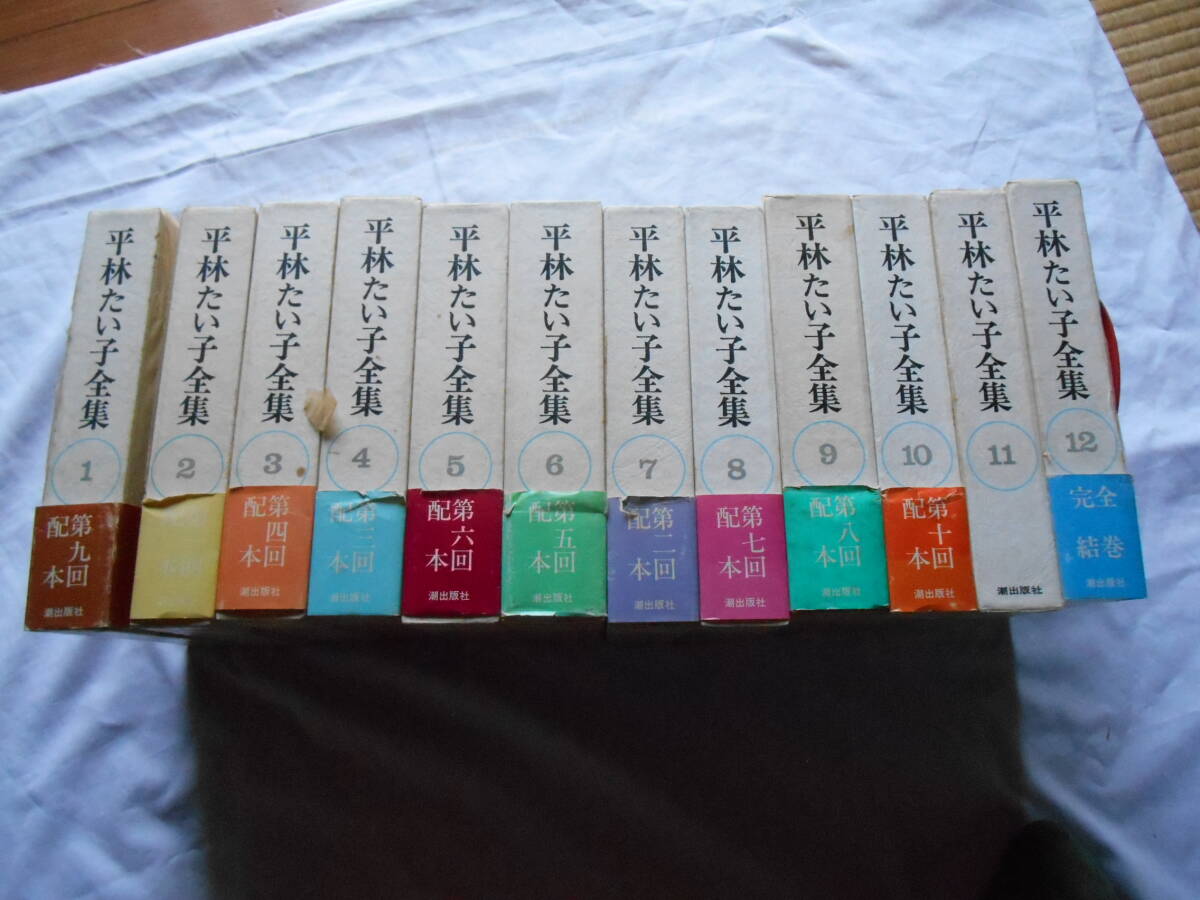 平林たい子全集
1
第九回
配本
潮出版社
平林たい子全集
2
平林たい子全集
3
第四回
配本
潮出版社
平林たい子全集
4
第三回
配本
潮出版社
平林たい子全集
5
第六回
配本
潮出版社
平林たい子全集
6
第五回
配本
潮出版社
平林たい子全集
7
第二回
配本
潮出版社
平林たい子全集
8
第七回
配本
潮出版社
平林たい子全集
9
第八回
配本
潮出版社
平林たい子全集
10
第十回
配本
潮出版社
平林たい子全集
11
潮出版社
平林たい子全集
12
全巻
完結
潮出版社